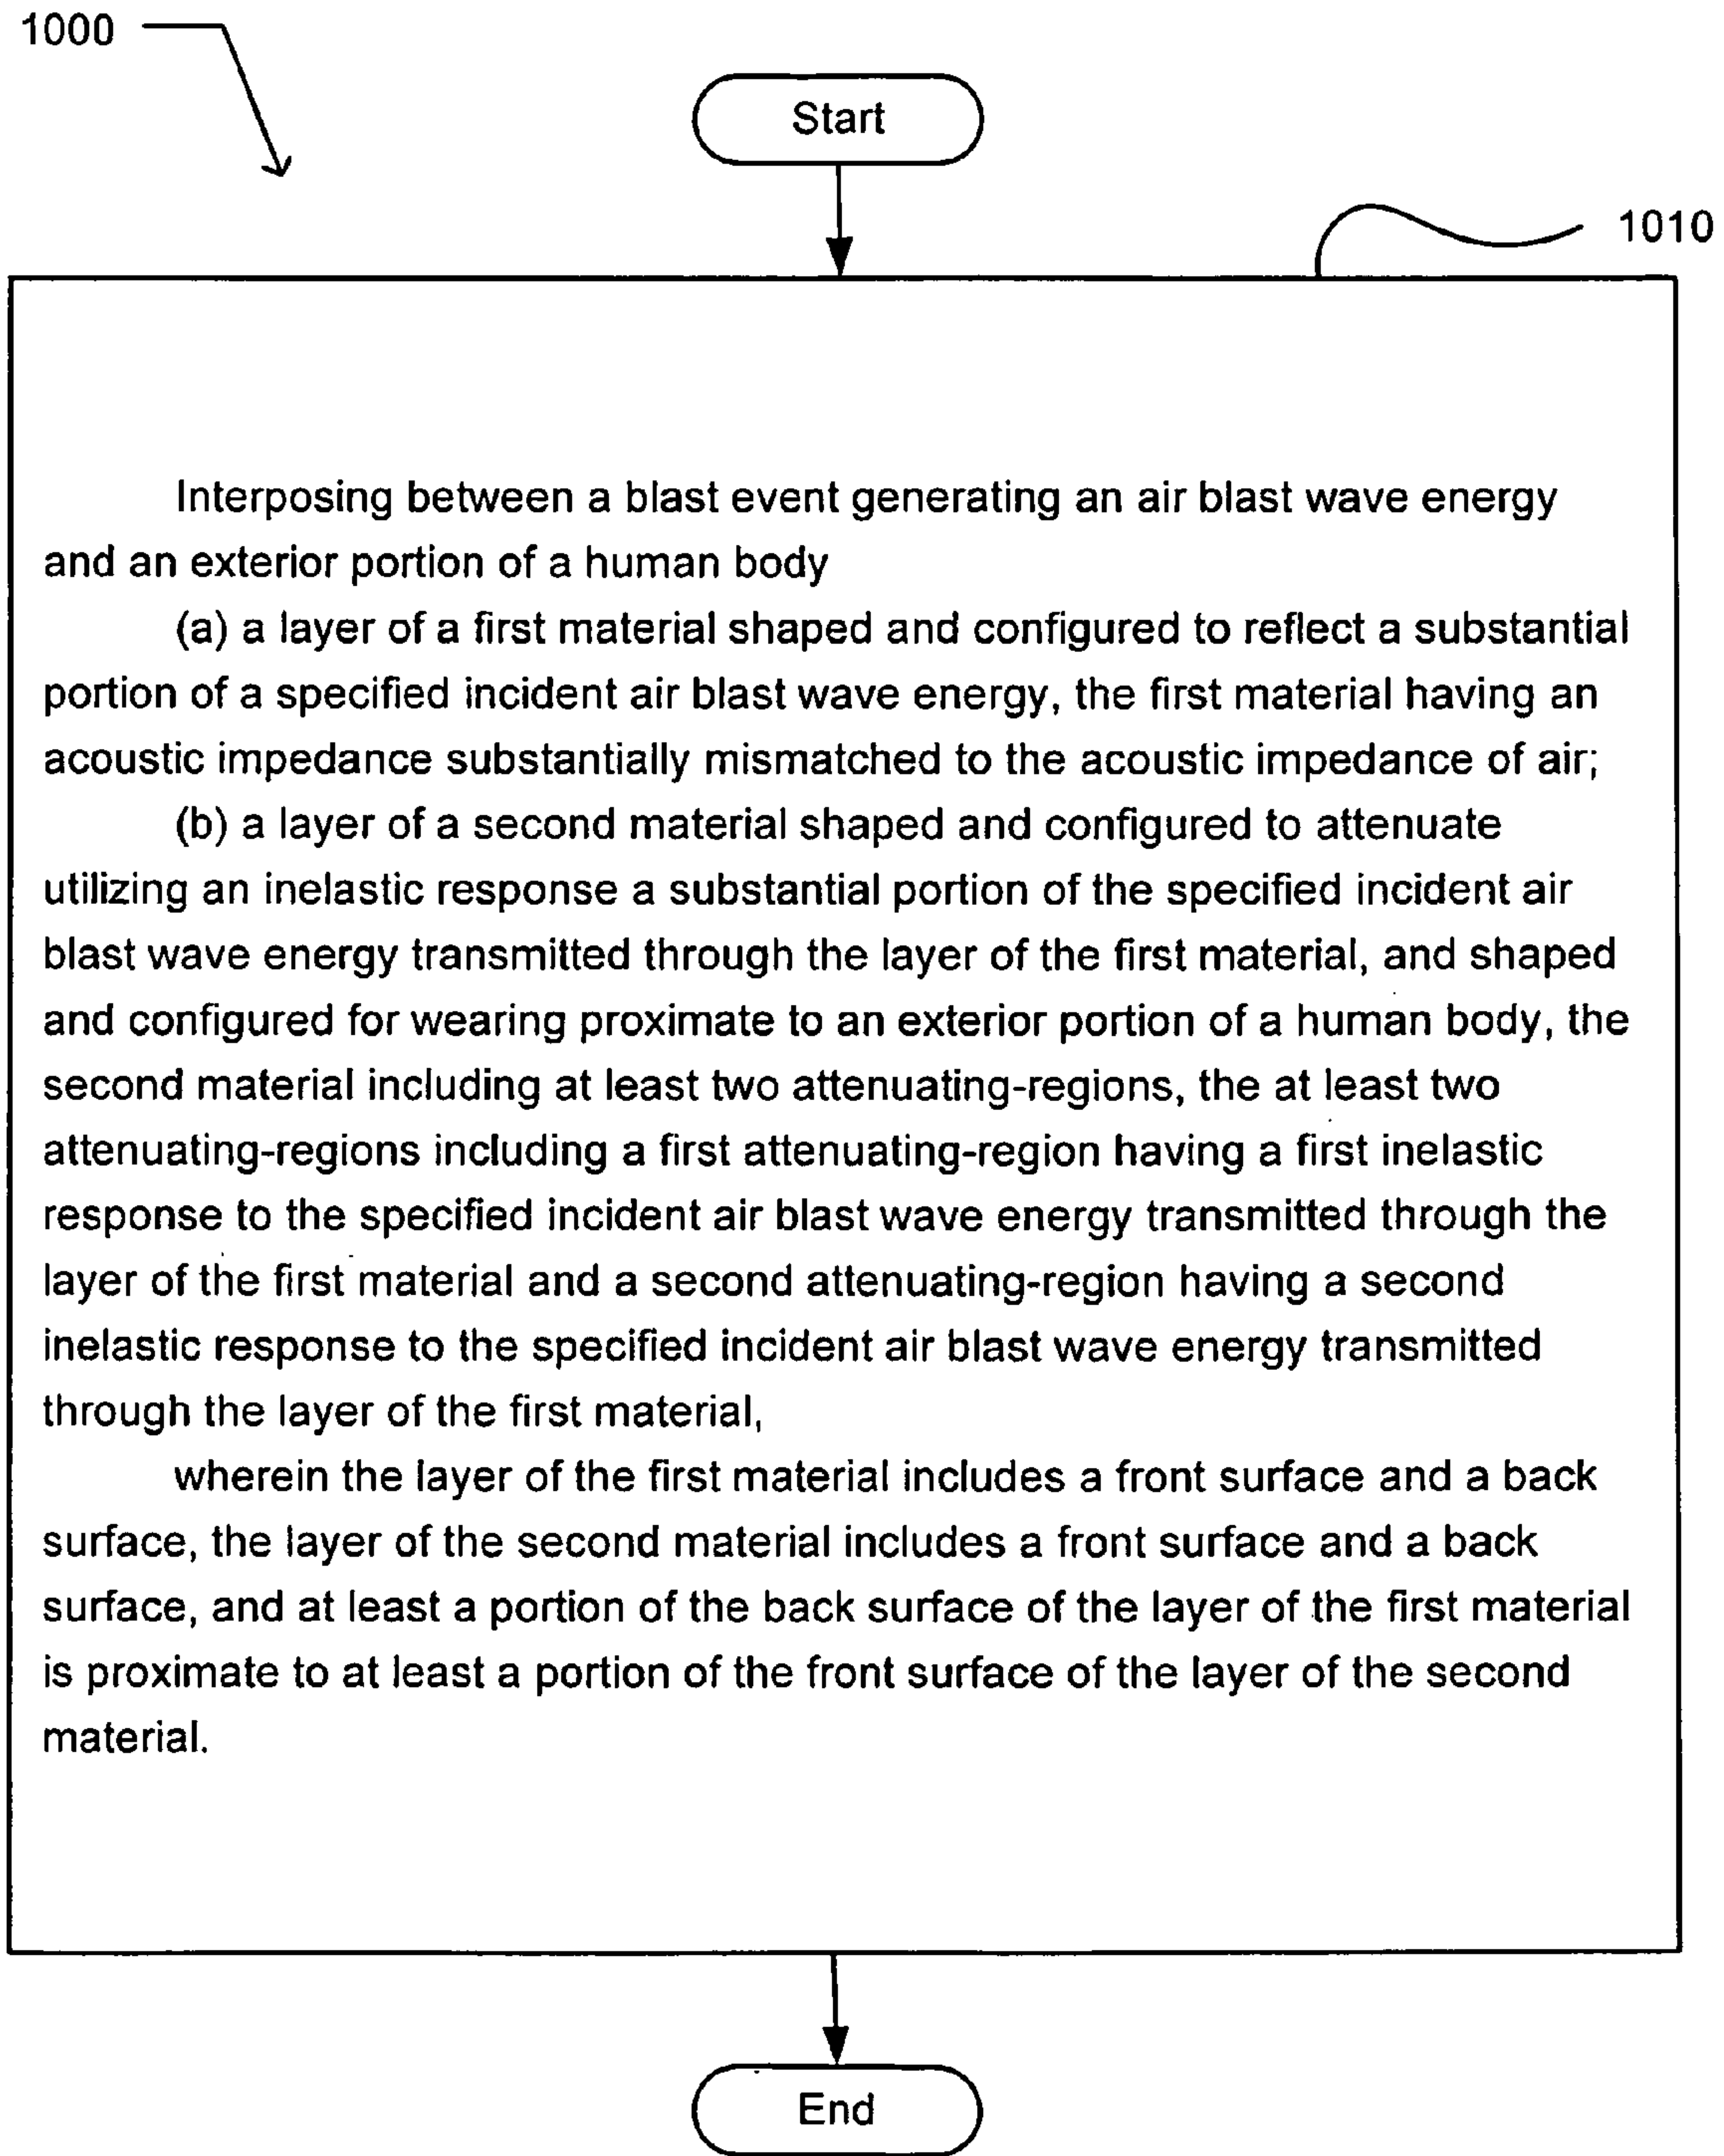 1000
Start
1010
Interposing between a blast event generating an air blast wave energy
and an exterior portion of a human body
(a) a layer of a first material shaped and configured to reflect a substantial
portion of a specified incident air blast wave energy, the first material having an
acoustic impedance substantially mismatched to the acoustic impedance of air;
(b) a layer of a second material shaped and configured to attenuate
utilizing an inelastic response a substantial portion of the specified incident air
blast wave energy transmitted through the layer of the first material, and shaped
and configured for wearing proximate to an exterior portion of a human body, the
second material including at least two attenuating-regions, the at least two
attenuating-regions including a first attenuating-region having a first inelastic
response to the specified incident air blast wave energy transmitted through the
layer of the first material and a second attenuating-region having a second
inelastic response to the specified incident air blast wave energy transmitted
through the layer of the first material,
wherein the layer of the first material includes a front surface and a back
surface, the layer of the second material includes a front surface and a back
surface, and at least a portion of the back surface of the layer of the first material
is proximate to at least a portion of the front surface of the layer of the second
material.
End